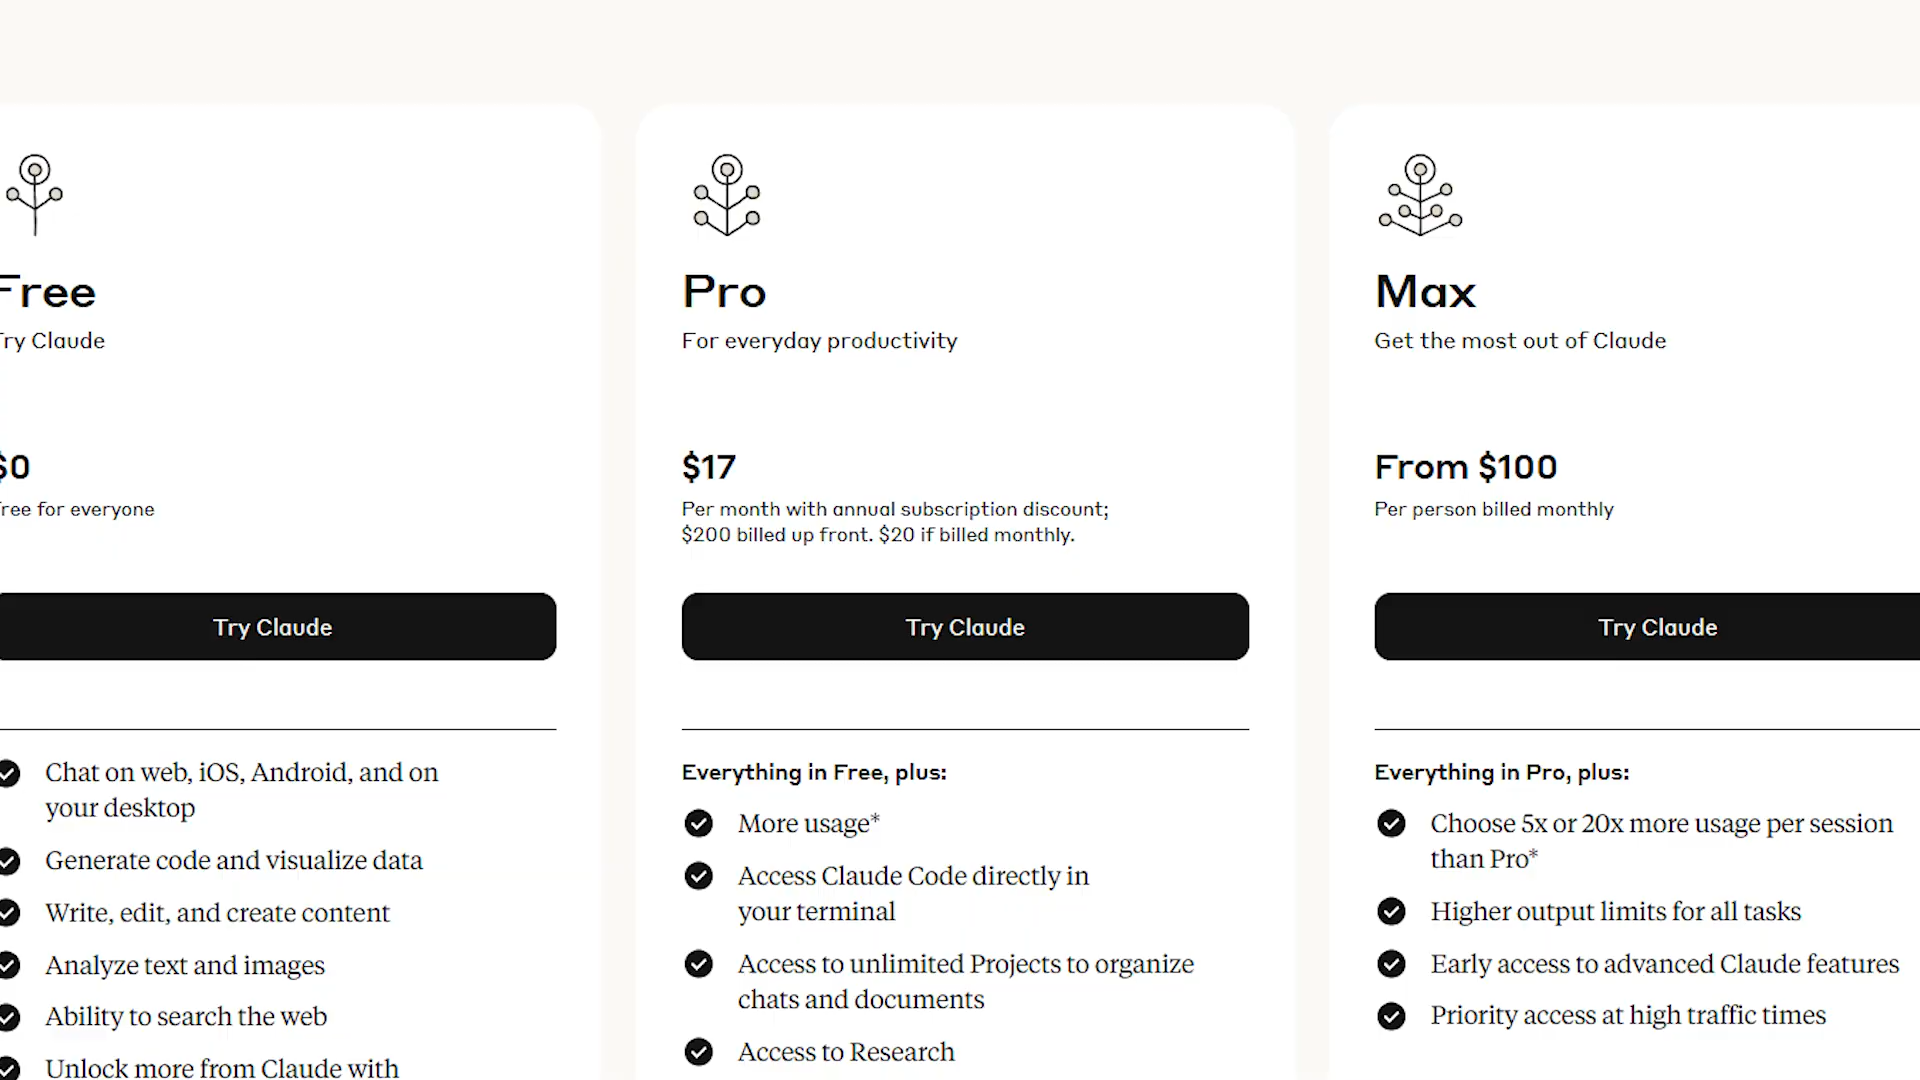 Free
Try Claude
$0
Free for everyone
Try Claude
Chat on web, iOS, Android, and on
your desktop
Generate code and visualize data
Write, edit, and create content
Analyze text and images
Ability to search the web
Unlock more from Claude with
Pro
For everyday productivity
$17
Per month with annual subscription discount;
$200 billed up front. $20 if billed monthly.
Try Claude
Everything in Free, plus:
More usage*
Access Claude Code directly in
your terminal
Access to unlimited Projects to organize
chats and documents
Access to Research
Max
Get the most out of Claude
From $100
Per person billed monthly
Try Claude
Everything in Pro, plus:
Choose 5x or 20x more usage per session
than Pro*
Higher output limits for all tasks
Early access to advanced Claude features
Priority access at high traffic times